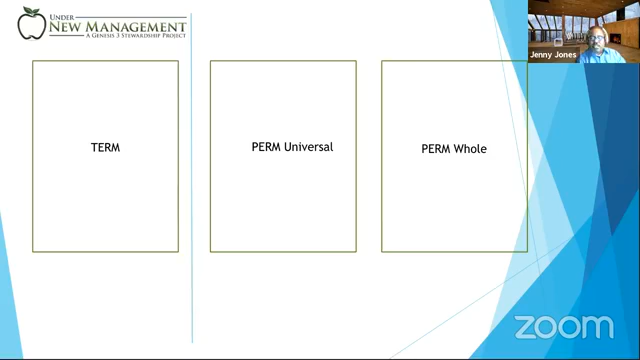 UNDER
NEW MANAGEMENT
A GENESIS 3 STEWARDSHIP PROJECT
Jenny Jones
TERM
PERM Universal
PERM Whole
zoom